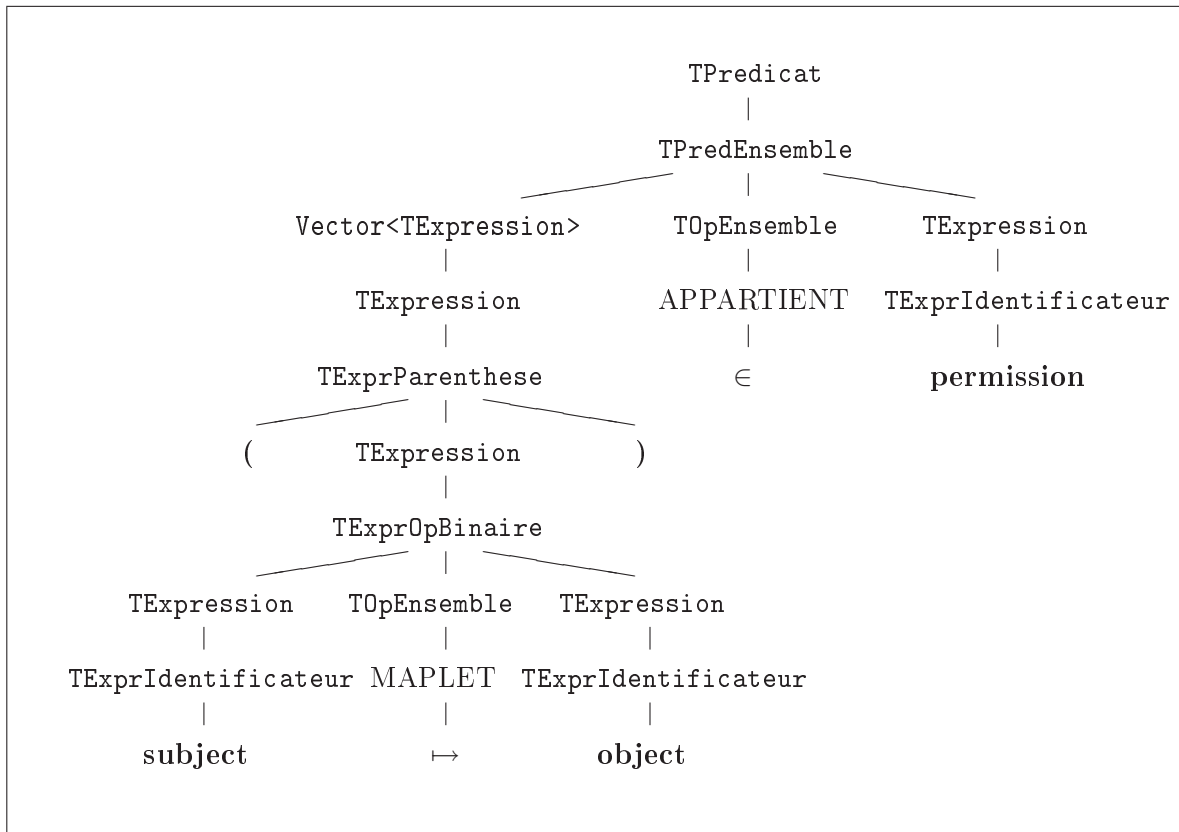 TPredicat
TPredEnsemble
Vector<TExpression> TOpEnsemble TExpression
TExpression APPARTIENT TExprIdentificateur
TExprParenthese ∈ permission
( TExpression )
TExprOpBinaire
TExpression TOpEnsemble TExpression
TExprIdentificateur MAPLET TExprIdentificateur
subject ↦ object